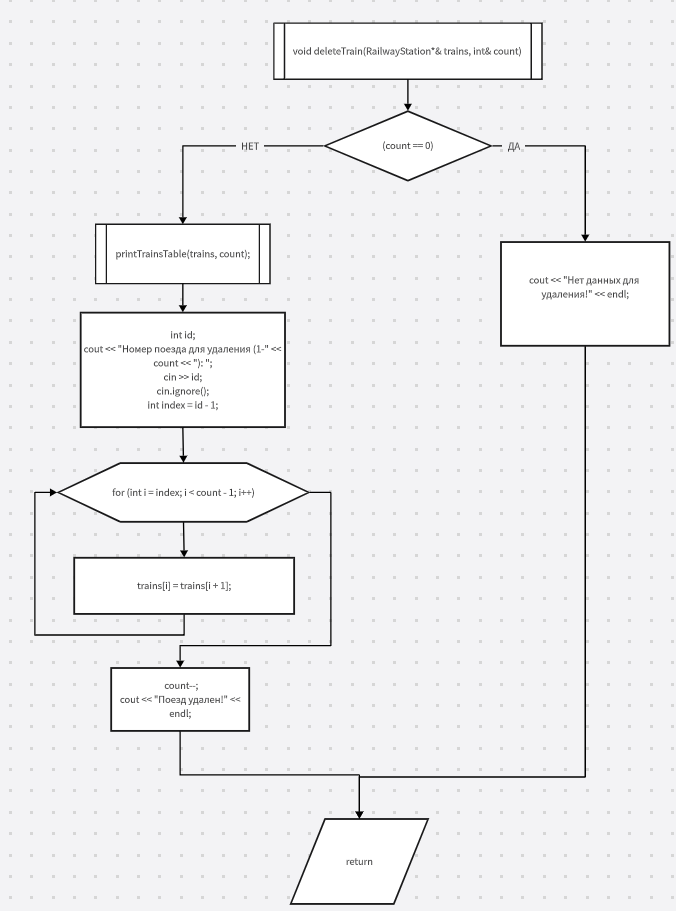 void deleteTrain(RailwayStation*& trains, int& count)
(count == 0)
НЕТ
ДА
printTrainsTable(trains, count);
cout << "Нет данных для
удаления!" << endl;
int id;
cout << "Номер поезда для удаления (1-" <<
count << "): ";
cin >> id;
cin.ignore();
int index = id - 1;
for (int i = index; i < count - 1; i++)
trains[i] = trains[i + 1];
count--;
cout << "Поезд удален!" <<
endl;
return